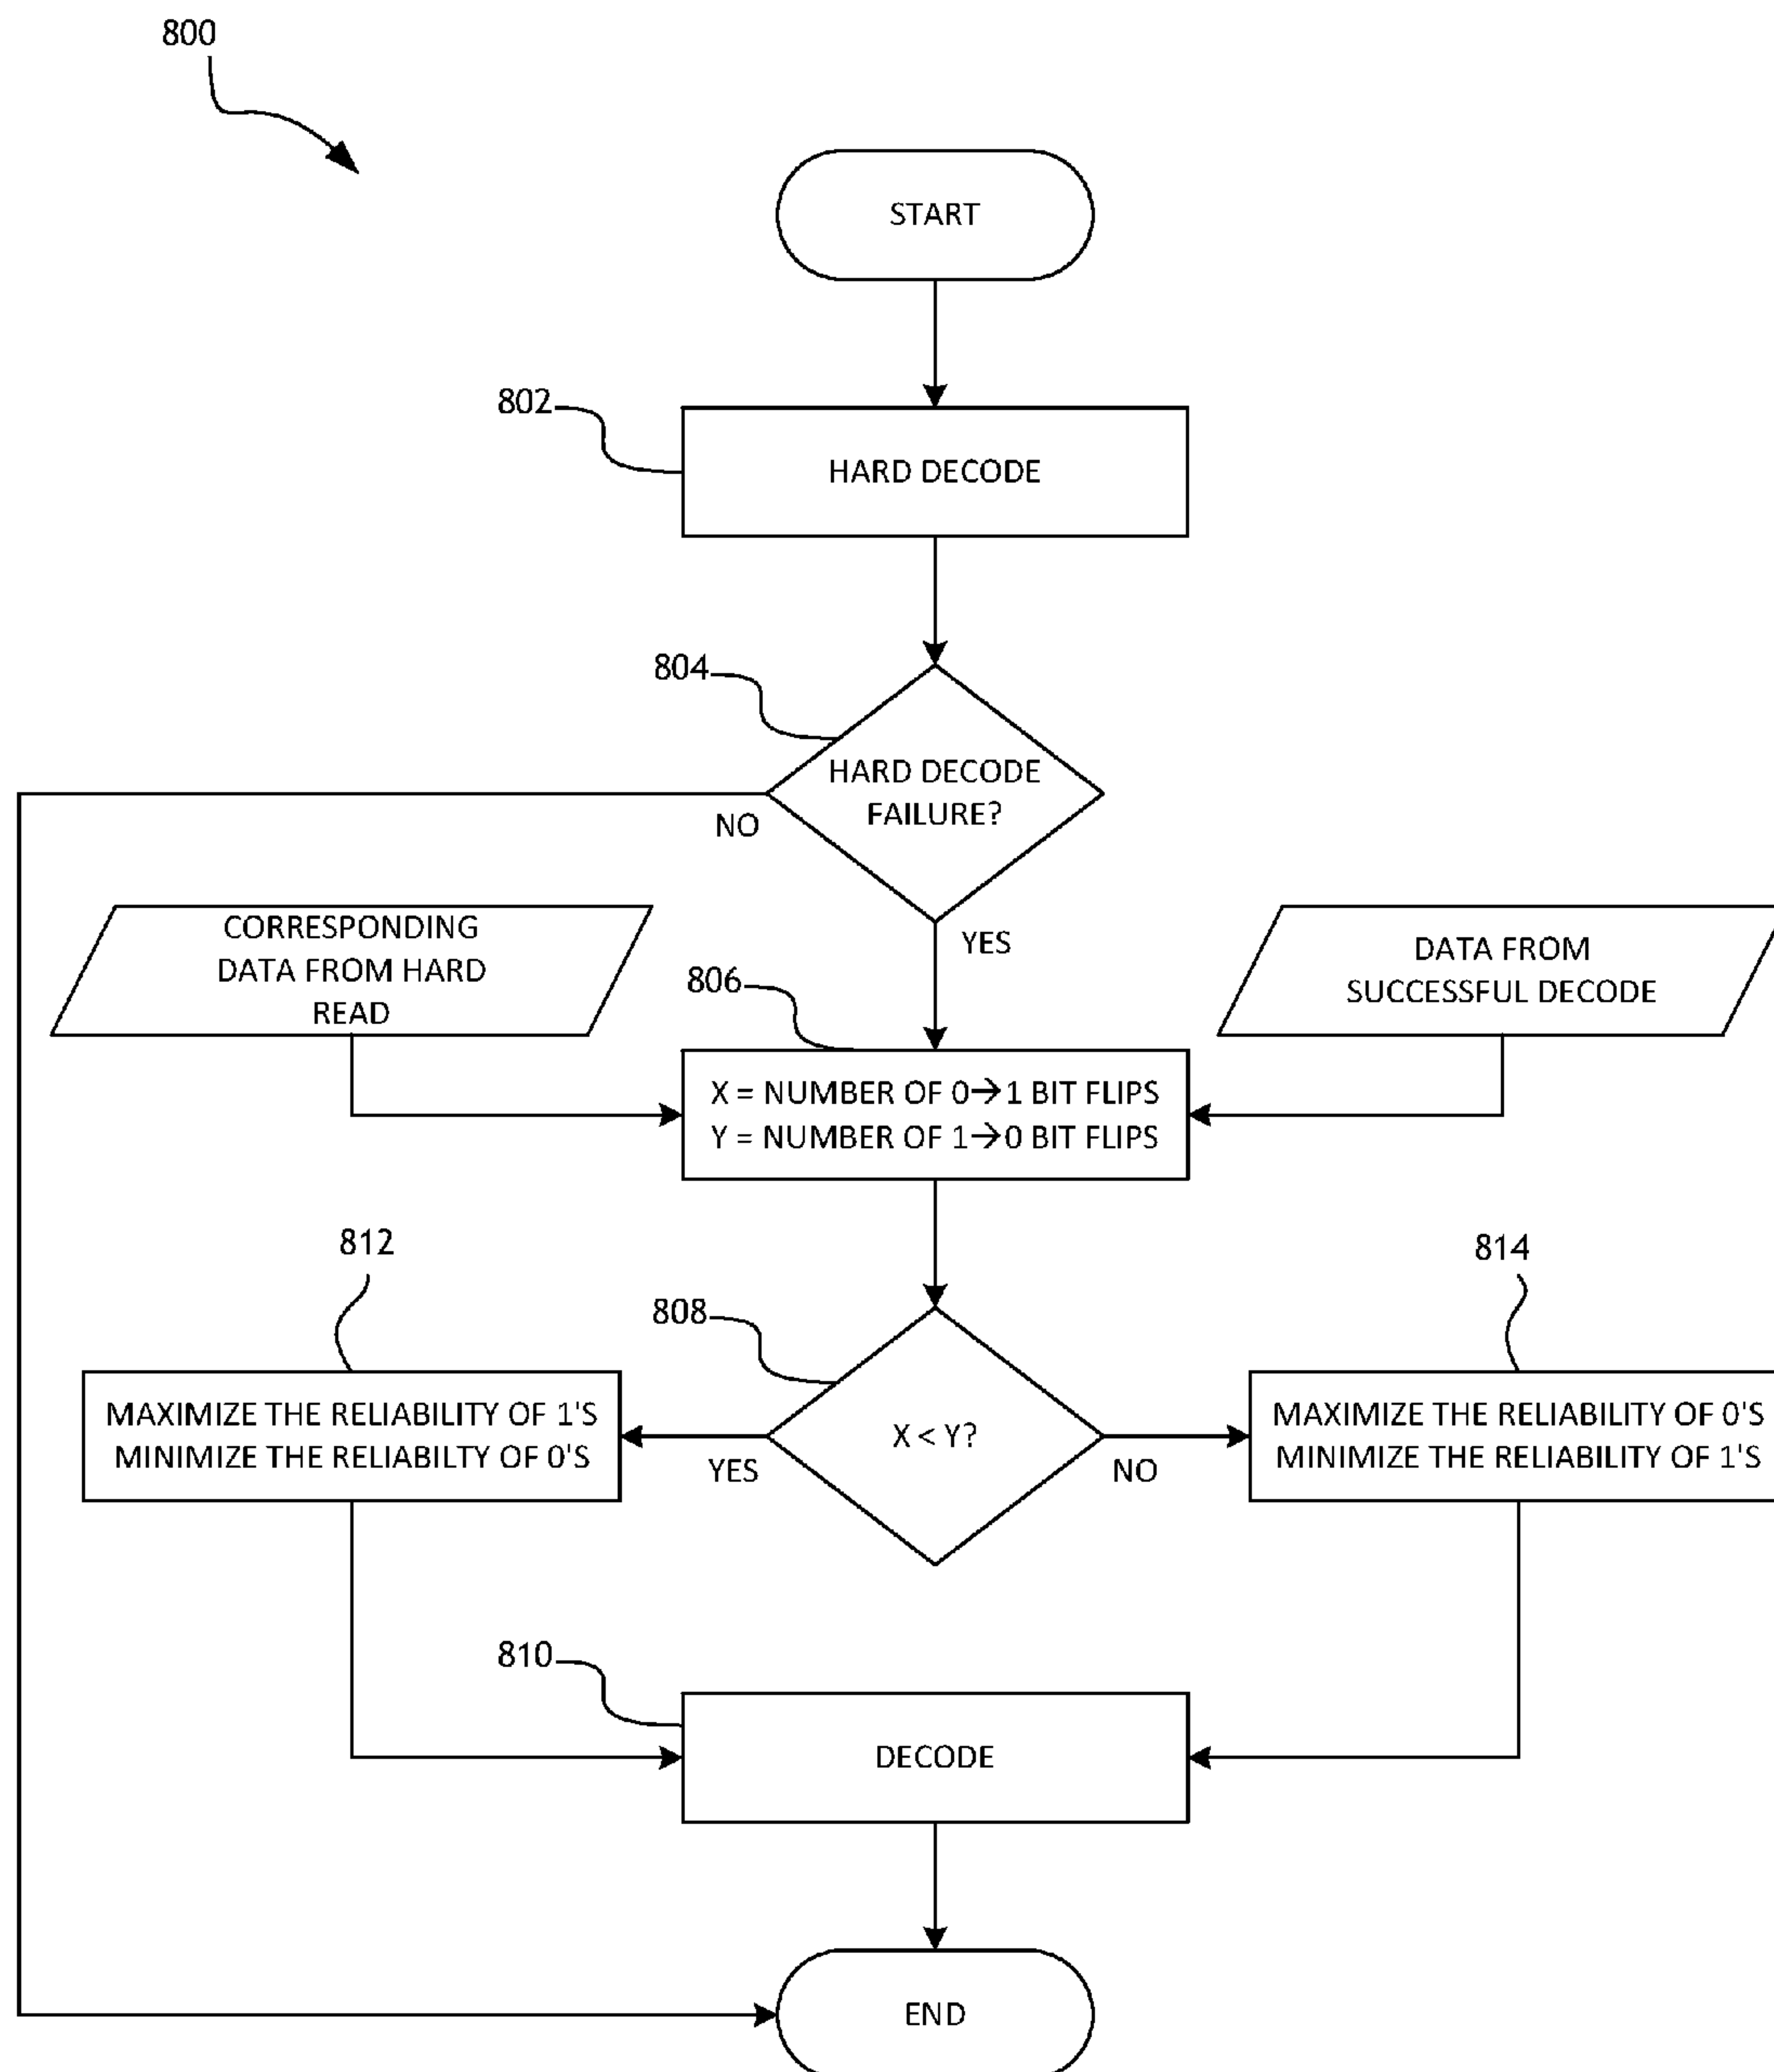 800
START
802
HARD DECODE
804
HARD DECODE
FAILURE?
NO
YES
CORRESPONDING
DATA FROM HARD
READ
DATA FROM
SUCCESSFUL DECODE
806
X = NUMBER OF 0→1 BIT FLIPS
Y = NUMBER OF 1→0 BIT FLIPS
812
814
808
MAXIMIZE THE RELIABILITY OF 1'S
MINIMIZE THE RELIABILTY OF 0'S
X < Y?
YES
NO
MAXIMIZE THE RELIABILITY OF 0'S
MINIMIZE THE RELIABILITY OF 1'S
810
DECODE
END